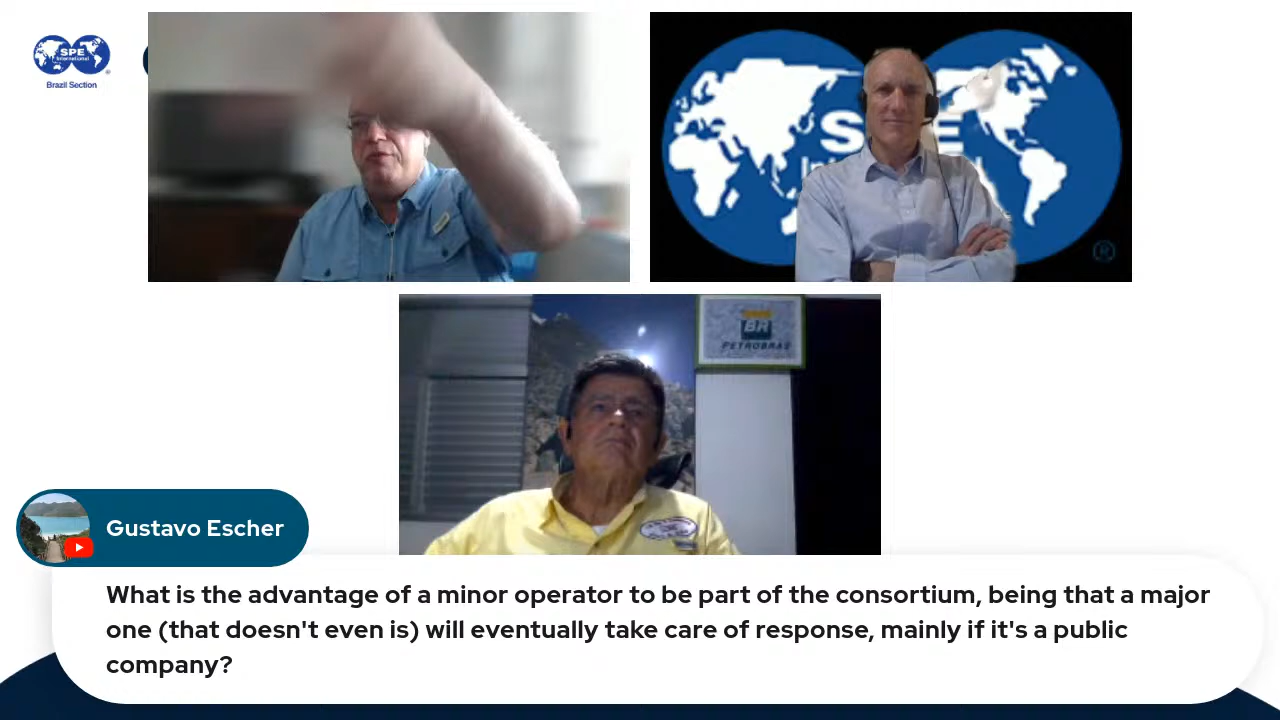 SPE
International
Brazil Section
BR
PETROBRAS
Gustavo Escher
What is the advantage of a minor operator to be part of the consortium, being that a major
one (that doesn't even is) will eventually take care of response, mainly if it's a public
company?